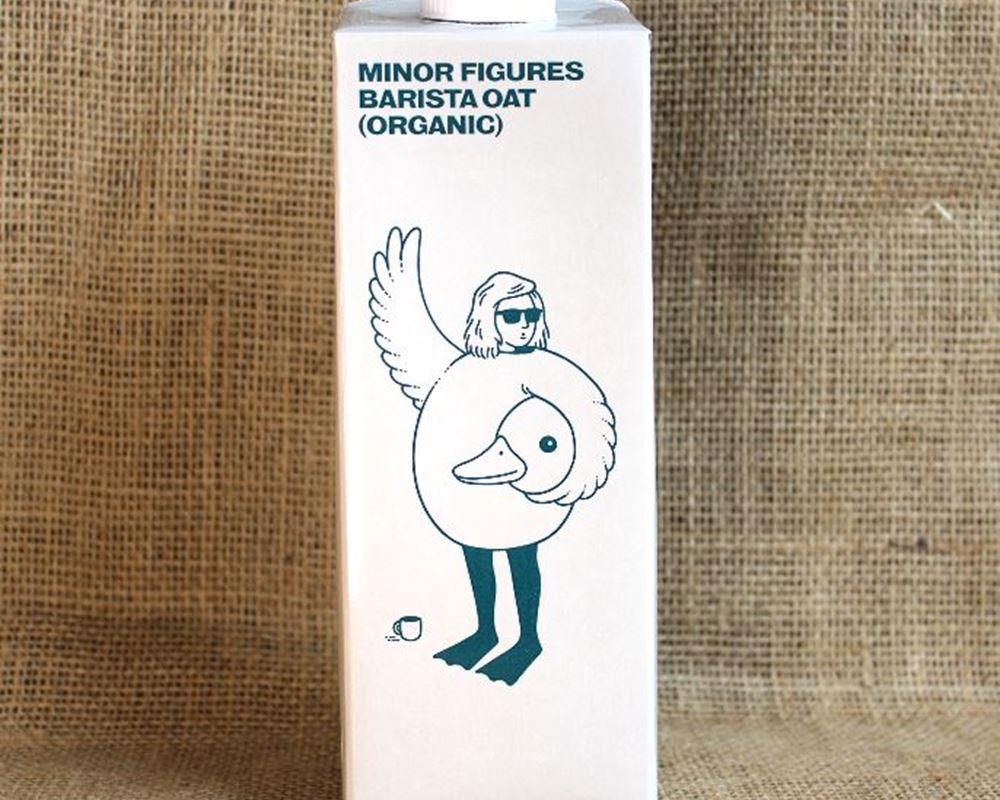 MINOR FIGURES
BARISTA OAT
(ORGANIC)